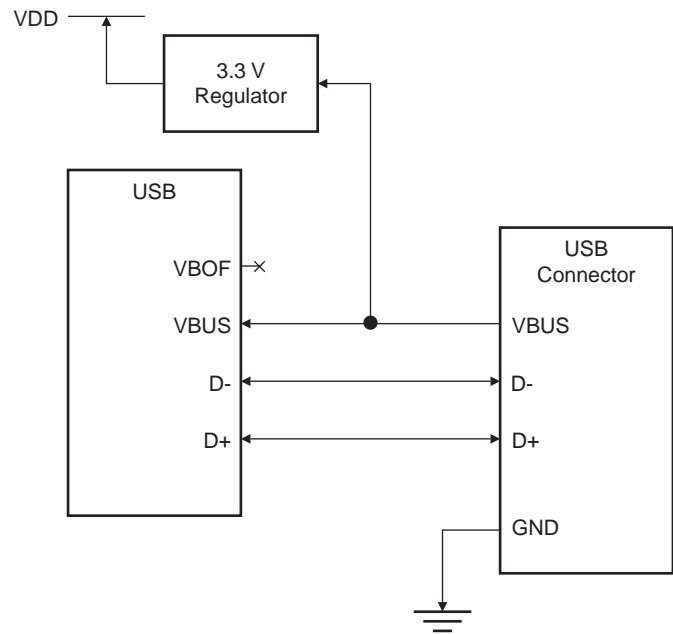 VDD
3.3 V
Regulator
USB
VBOF
VBUS
D-
D+
USB
Connector
VBUS
D-
D+
GND